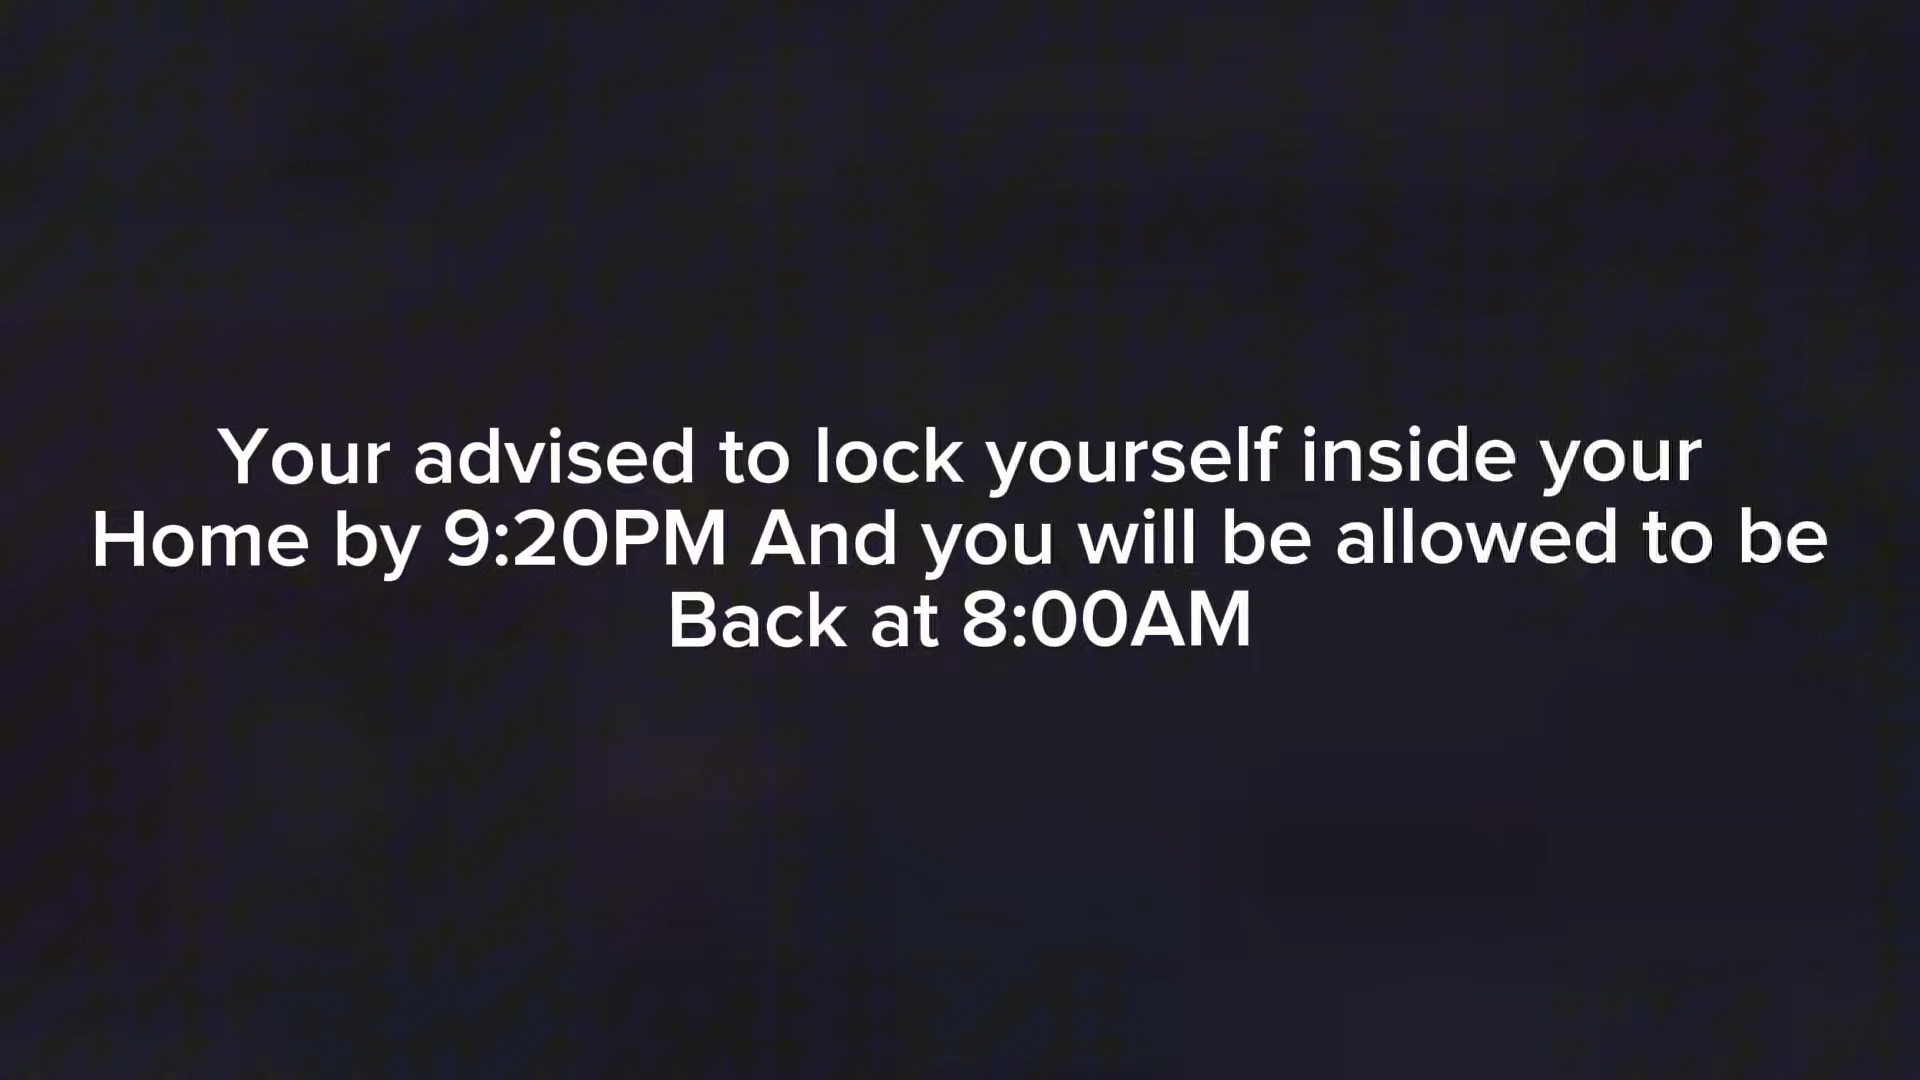 Your advised to lock yourself inside your
Home by 9:20PM And you will be allowed to be
Back at 8:00AM